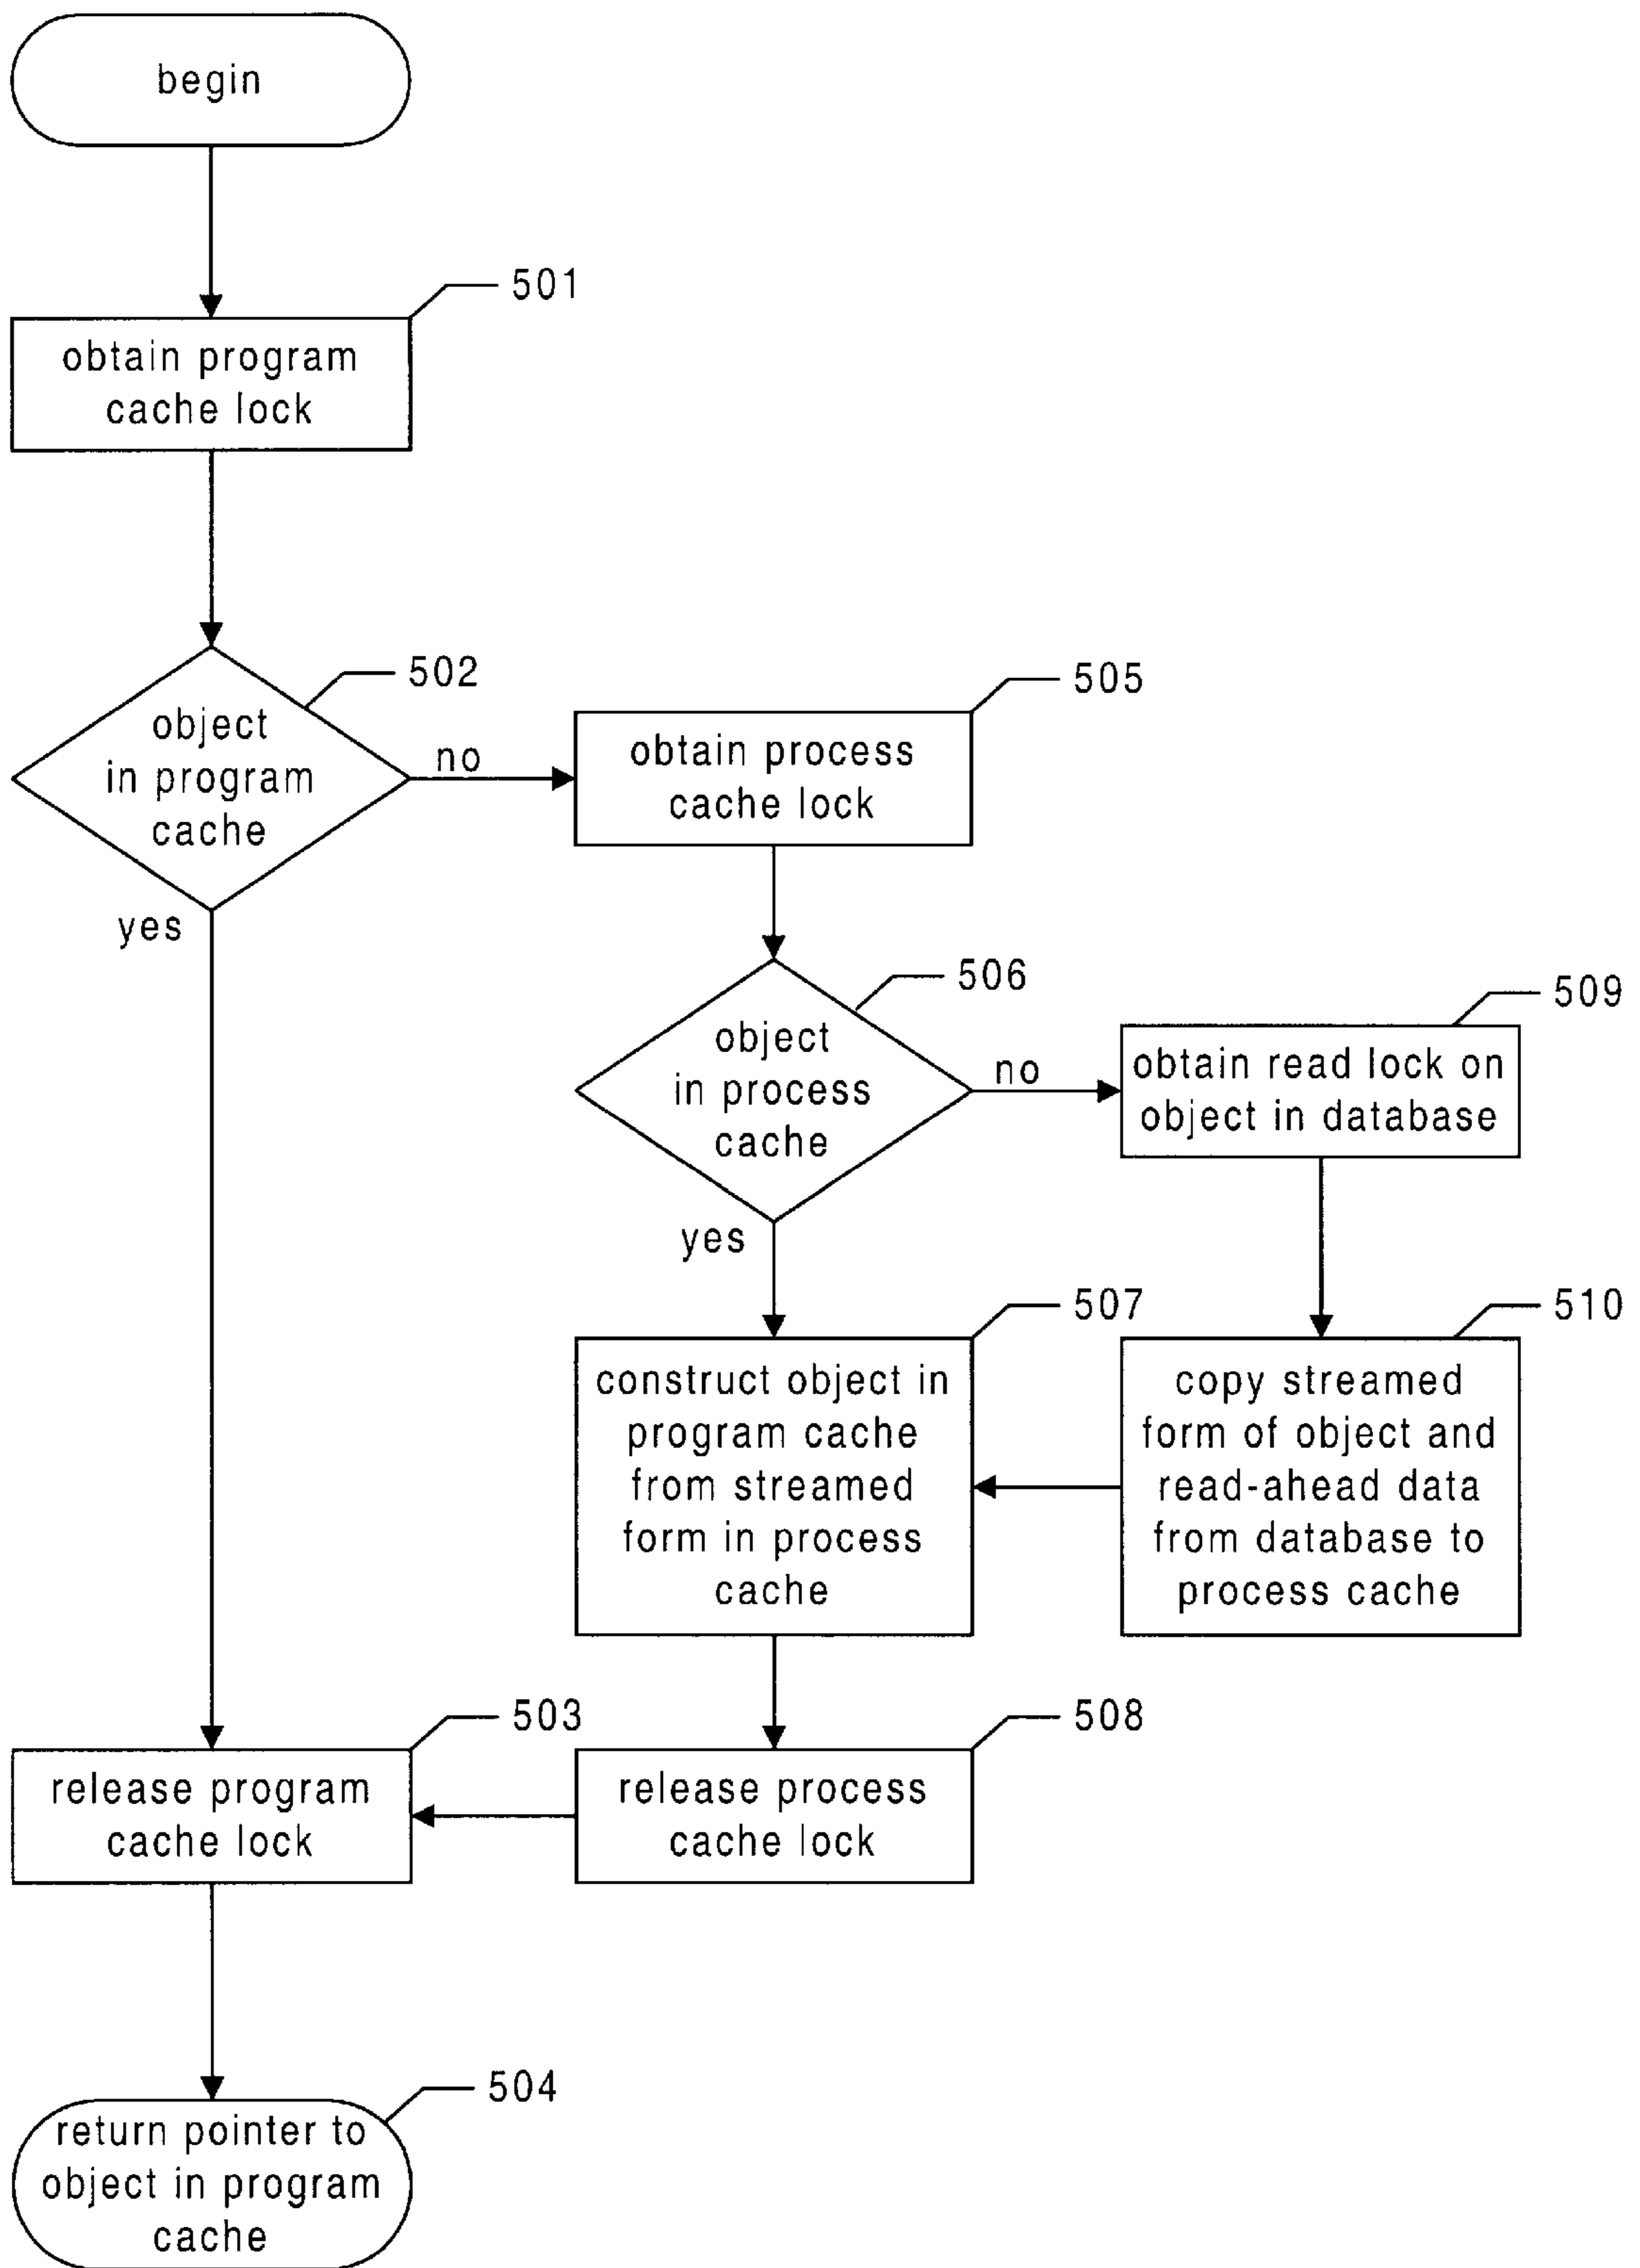 begin
501
obtain program
cache lock
502
object
in program
cache
no
yes
505
obtain process
cache lock
506
object
in process
cache
no
yes
509
obtain read lock on
object in database
507
construct object in
program cache
from streamed
form in process
cache
510
copy streamed
form of object and
read-ahead data
from database to
process cache
503
release program
cache lock
508
release process
cache lock
504
return pointer to
object in program
cache